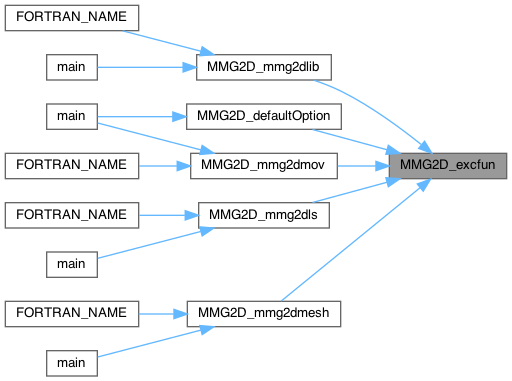 FORTRAN_NAME
main
MMG2D_mmg2dlib
main
MMG2D_defaultOption
FORTRAN_NAME
MMG2D_mmg2dmov
MMG2D_excfun
FORTRAN_NAME
MMG2D_mmg2dls
main
FORTRAN_NAME
MMG2D_mmg2dmesh
main